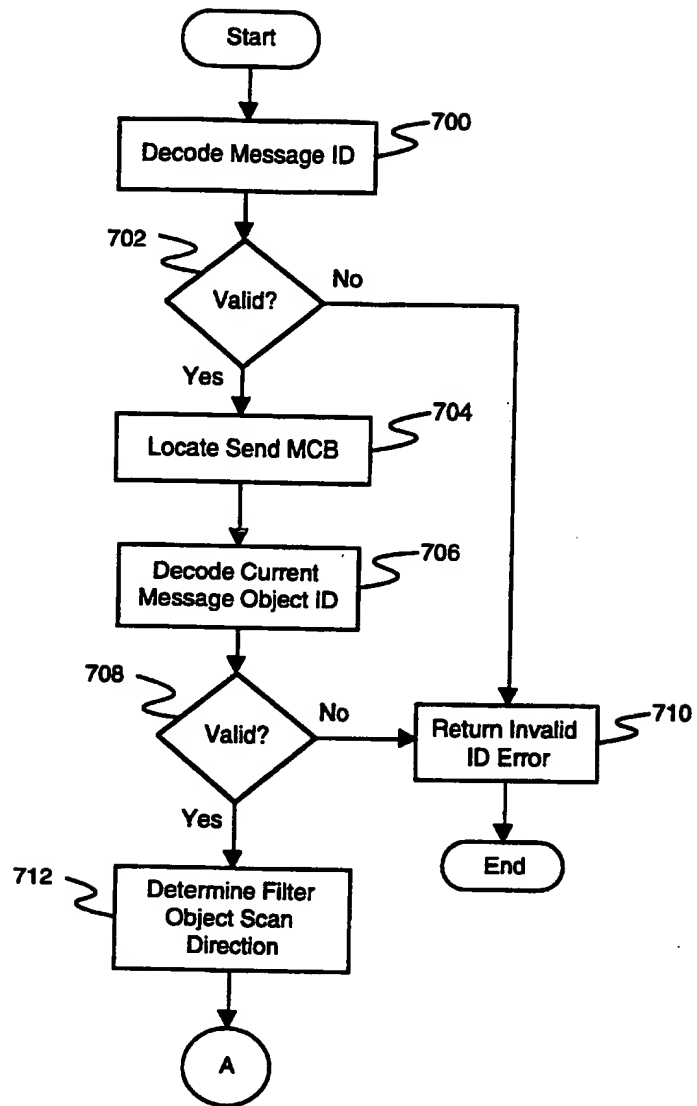 Start
700
Decode Message ID
702
Valid?
No
Yes
704
Locate Send MCB
706
Decode Current
Message Object ID
708
Valid?
No
710
Return Invalid
ID Error
Yes
End
712
Determine Filter
Object Scan
Direction
A